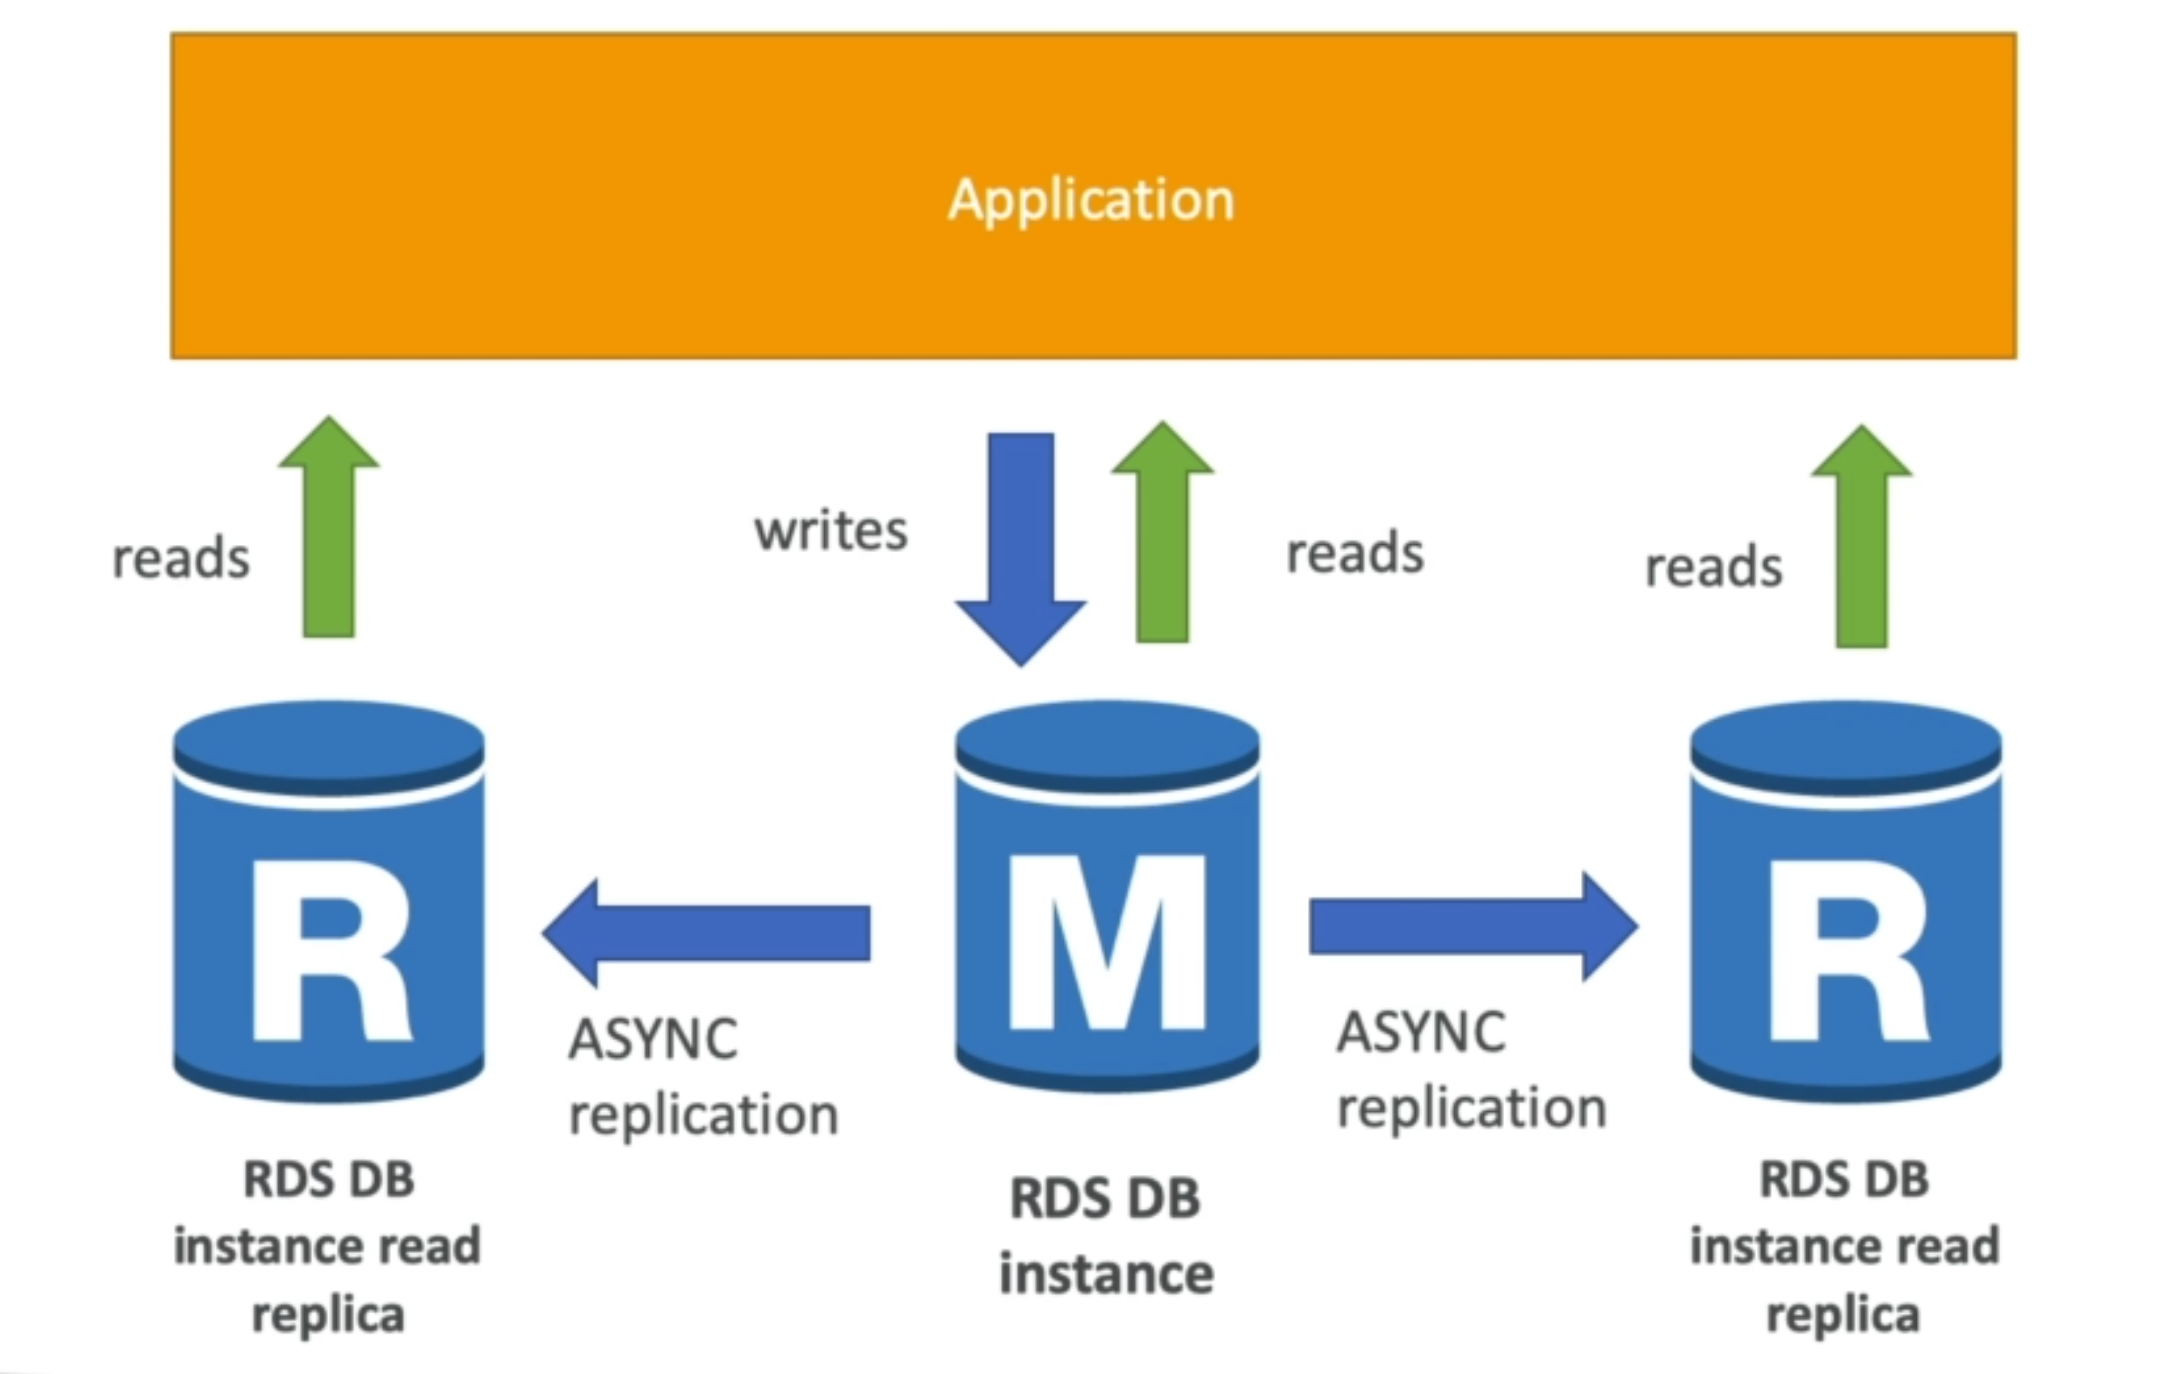 Application
reads
writes
reads
reads
R
M
R
ASYNC
replication
ASYNC
replication
RDS DB
instance read
replica
RDS DB
instance
RDS DB
instance read
replica